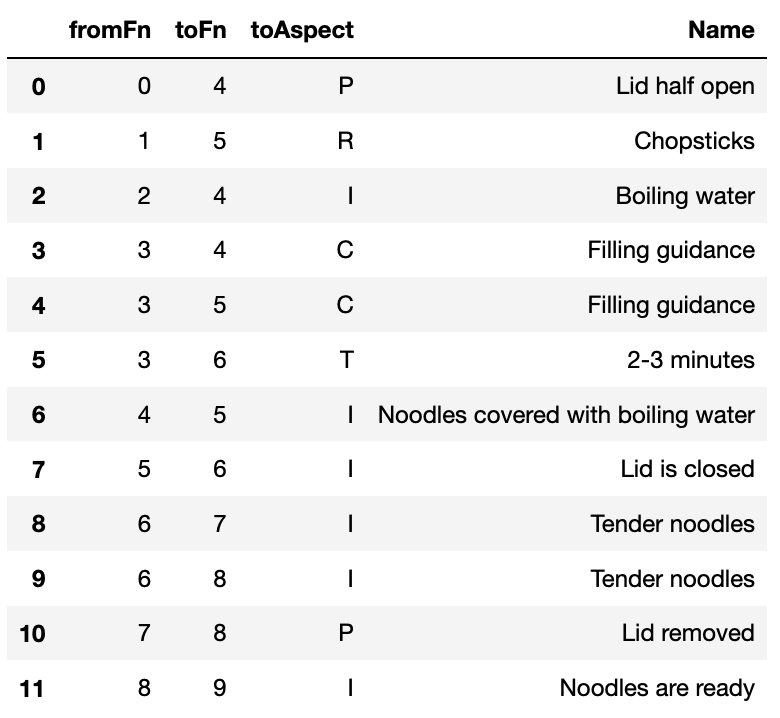 fromFn toFn toAspect Name
0 0 4 P Lid half open
1 1 5 R Chopsticks
2 2 4 I Boiling water
3 3 4 C Filling guidance
4 3 5 C Filling guidance
5 3 6 T 2-3 minutes
6 4 5 I Noodles covered with boiling water
7 5 6 I Lid is closed
8 6 7 I Tender noodles
9 6 8 I Tender noodles
10 7 8 P Lid removed
11 8 9 I Noodles are ready